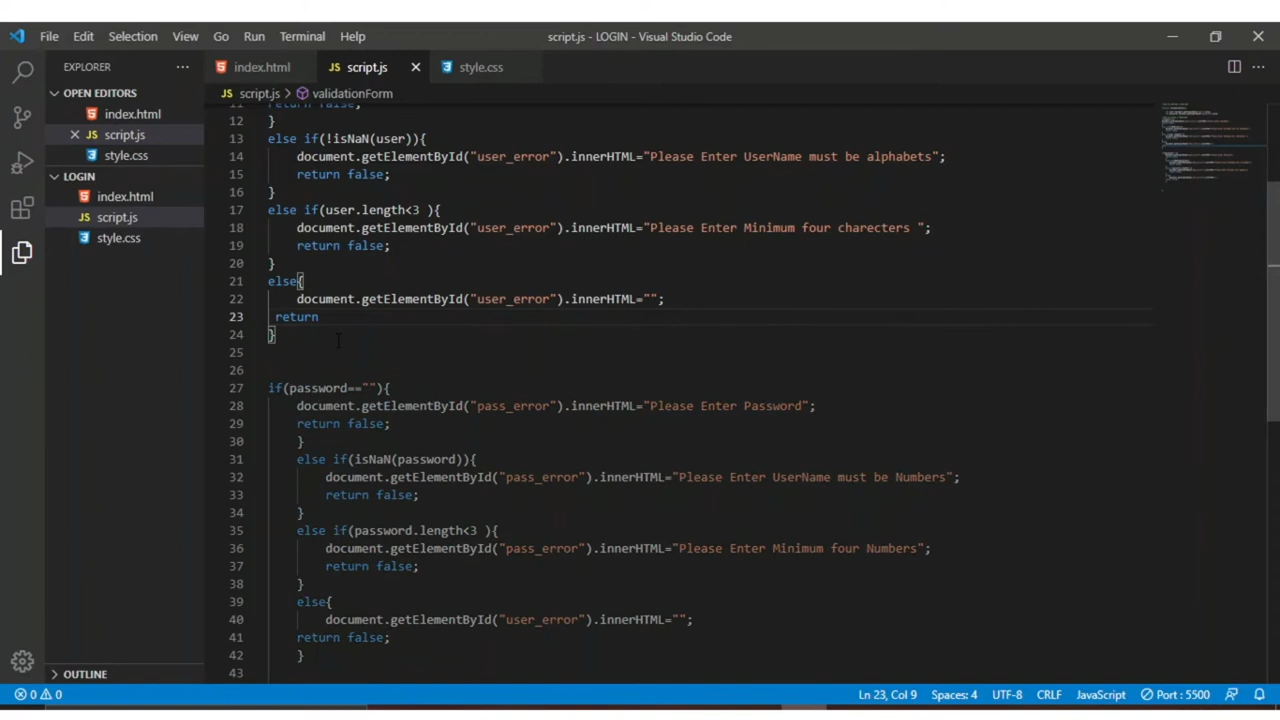 File Edit Selection View Go Run Terminal Help
script.js - LOGIN - Visual Studio Code
EXPLORER
OPEN EDITORS
index.html
script.js
style.css
LOGIN
index.html
script.js
style.css
OUTLINE
index.html JS script.js style.css
JS script.js > validationForm
11 return false;
12 }
13 else if(!isNaN(user)){
14 document.getElementById("user_error").innerHTML="Please Enter UserName must be alphabets";
15 return false;
16 }
17 else if(user.length<3 ){
18 document.getElementById("user_error").innerHTML="Please Enter Minimum four charecters ";
19 return false;
20 }
21 else{
22 document.getElementById("user_error").innerHTML="";
23 return
24 }
25
26
27 if(password==""){
28 document.getElementById("pass_error").innerHTML="Please Enter Password";
29 return false;
30 }
31 else if(isNaN(password)){
32 document.getElementById("pass_error").innerHTML="Please Enter UserName must be Numbers";
33 return false;
34 }
35 else if(password.length<3 ){
36 document.getElementById("pass_error").innerHTML="Please Enter Minimum four Numbers";
37 return false;
38 }
39 else{
40 document.getElementById("user_error").innerHTML="";
41 return false;
42 }
43
0 0 Ln 23, Col 9 Spaces: 4 UTF-8 CRLF JavaScript Port : 5500